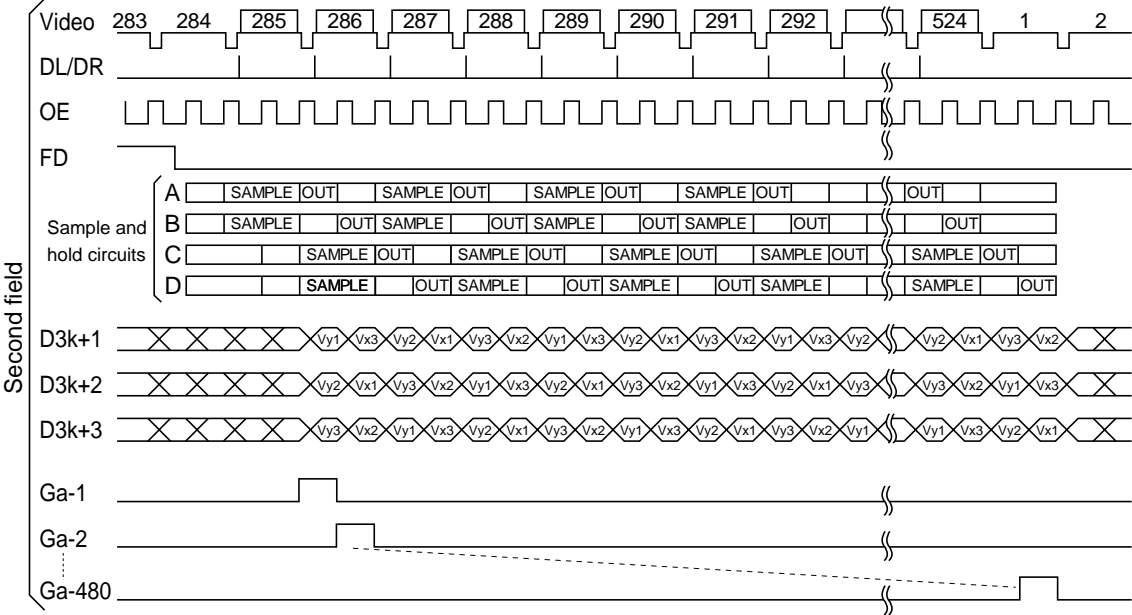 Second field
Video 283 284 285 286 287 288 289 290 291 292 524 1 2
DL/DR
OE
FD
Sample and
hold circuits
A SAMPLE OUT SAMPLE OUT SAMPLE OUT SAMPLE OUT OUT
B SAMPLE OUT SAMPLE OUT SAMPLE OUT SAMPLE OUT OUT
C SAMPLE OUT SAMPLE OUT SAMPLE OUT SAMPLE OUT SAMPLE OUT
D SAMPLE OUT SAMPLE OUT SAMPLE OUT SAMPLE SAMPLE OUT
D3k+1 Vy1 Vx3 Vy2 Vx1 Vy3 Vx2 Vy1 Vx3 Vy2 Vx1 Vy3 Vx2 Vy1 Vx3 Vy2 Vy2 Vx1 Vy3 Vx2
D3k+2 Vy2 Vx1 Vy3 Vx2 Vy1 Vx3 Vy2 Vx1 Vy3 Vx2 Vy1 Vx3 Vy2 Vx1 Vy3 Vy3 Vx2 Vy1 Vx3
D3k+3 Vy3 Vx2 Vy1 Vx3 Vy2 Vx1 Vy3 Vx2 Vy1 Vx3 Vy2 Vx1 Vy3 Vx2 Vy1 Vy1 Vx3 Vy2 Vx1
Ga-1
Ga-2
Ga-480